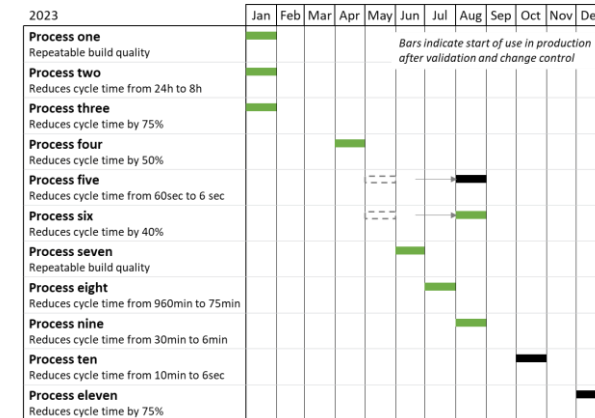 2023 Jan Feb Mar Apr May Jun Jul Aug Sep Oct Nov De
Process one
Repeatable build quality
Bars indicate start of use in production
after validation and change control
Process two
Reduces cycle time from 24h to 8h
Process three
Reduces cycle time by 75%
Process four
Reduces cycle time by 50%
Process five
Reduces cycle time from 60sec to 6 sec
Process six
Reduces cycle time by 40%
Process seven
Repeatable build quality
Process eight
Reduces cycle time from 960min to 75min
Process nine
Reduces cycle time from 30min to 6min
Process ten
Reduces cycle time from 10min to 6sec
Process eleven
Reduces cycle time by 75%